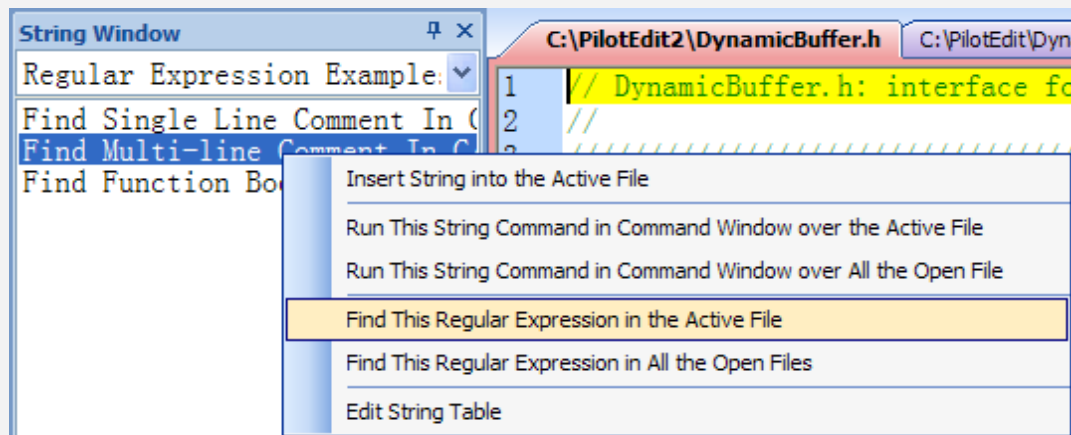 String Window
C:\PilotEdit2\DynamicBuffer.h
C:\PilotEdit\Dyn
Regular Expression Example
Find Single Line Comment In
Find Multi-line Comment In C
Find Function
1
// DynamicBuffer.h: interface
2
//
Insert String into the Active File
Run This String Command in Command Window over the Active File
Run This String Command in Command Window over All the Open File
Find This Regular Expression in the Active File
Find This Regular Expression in All the Open Files
Edit String Table